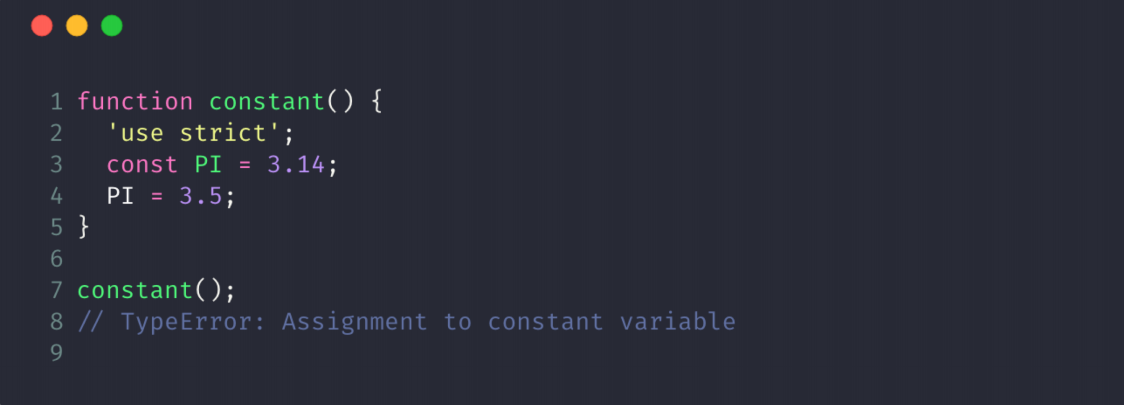 1 function constant() {
2   'use strict';
3   const PI = 3.14;
4   PI = 3.5;
5 }
6
7 constant();
8 // TypeError: Assignment to constant variable
9